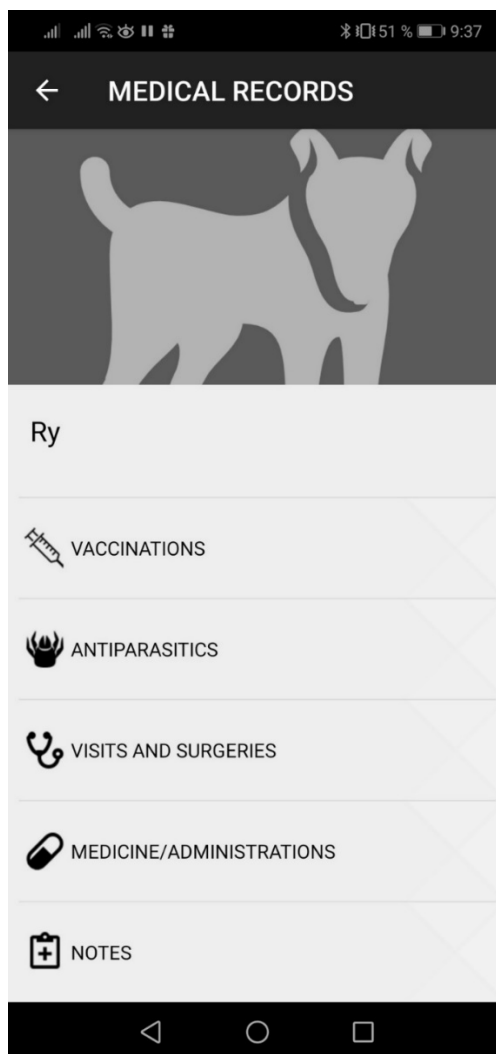 51 % 9:37
MEDICAL RECORDS
Ry
VACCINATIONS
ANTIPARASITICS
VISITS AND SURGERIES
MEDICINE/ADMINISTRATIONS
NOTES